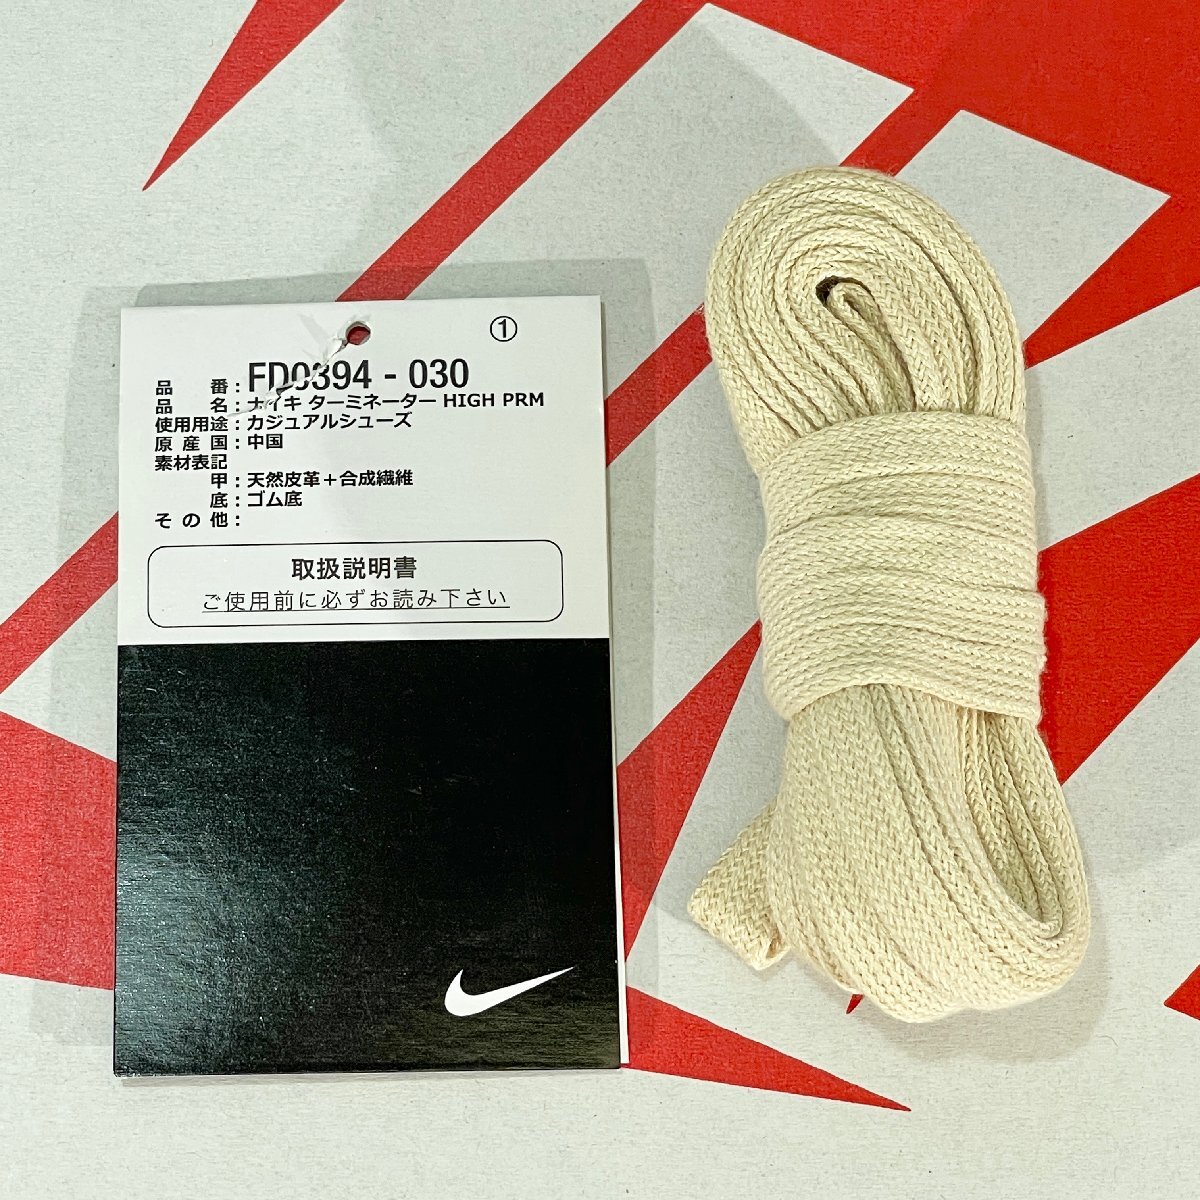 ①
品 番 : FD0394 - 030
品 名 : ナイキ ターミネーター HIGH PRM
使用用途 : カジュアルシューズ
原 産 国 : 中国
素材表記
甲 : 天然皮革＋合成繊維
底 : ゴム底
そ の 他 :
取扱説明書
ご使用前に必ずお読み下さい